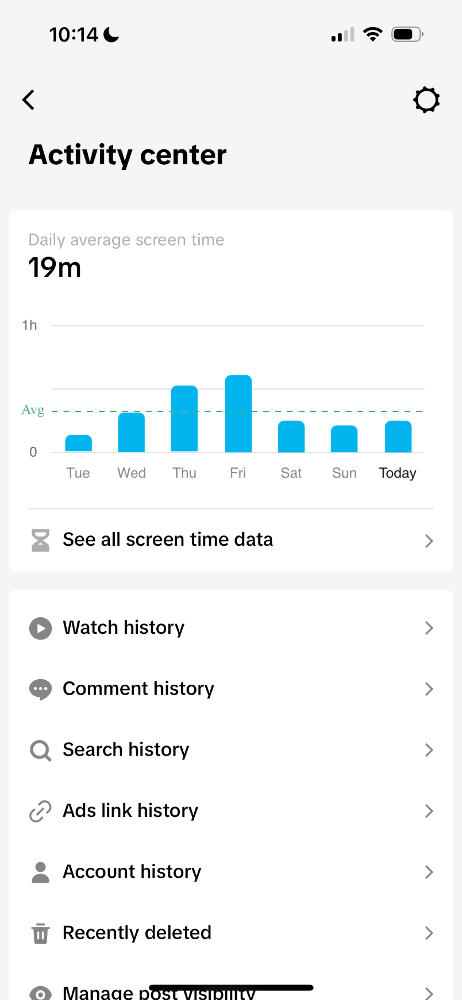 10:14
Activity center
Daily average screen time
19m
1h
Avg
0
Tue Wed Thu Fri Sat Sun Today
See all screen time data
Watch history
Comment history
Search history
Ads link history
Account history
Recently deleted
Manage post visibility